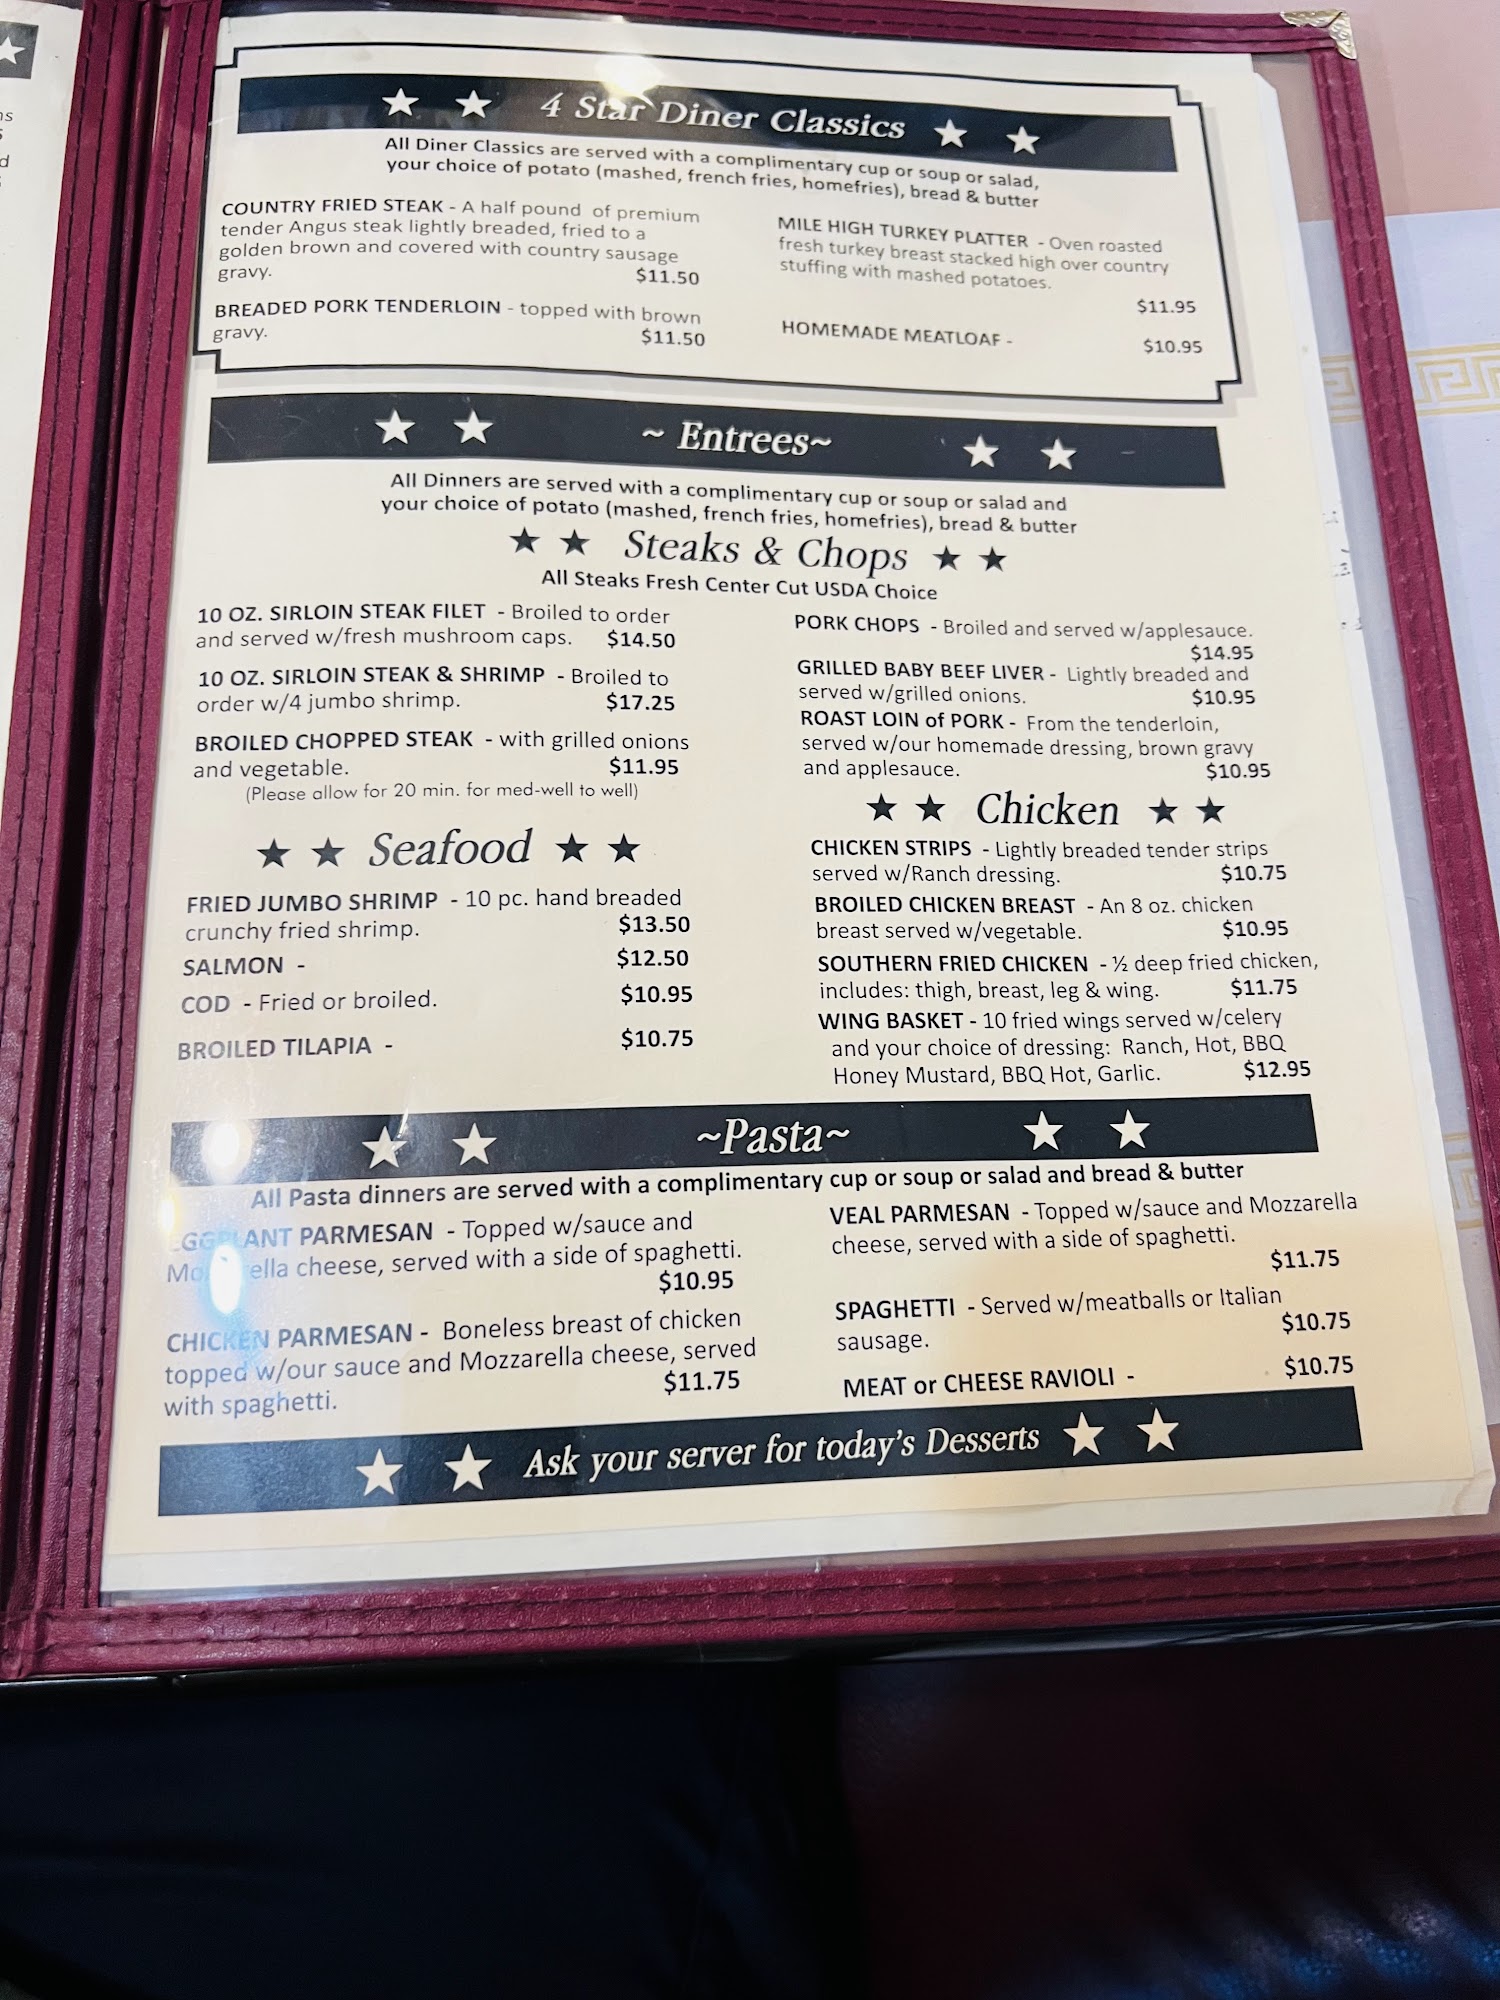 4 Star Diner Classics
All Diner Classics are served with a complimentary cup or soup or salad,
your choice of potato (mashed, french fries, homefries), bread & butter
COUNTRY FRIED STEAK - A half pound of premium
tender Angus steak lightly breaded, fried to a
golden brown and covered with country sausage
gravy. $11.50
BREADED PORK TENDERLOIN - topped with brown
gravy. $11.50
MILE HIGH TURKEY PLATTER - Oven roasted
fresh turkey breast stacked high over country
stuffing with mashed potatoes.
$11.95
HOMEMADE MEATLOAF - $10.95
~ Entrees~
All Dinners are served with a complimentary cup or soup or salad and
your choice of potato (mashed, french fries, homefries), bread & butter
Steaks & Chops
All Steaks Fresh Center Cut USDA Choice
10 OZ. SIRLOIN STEAK FILET - Broiled to order
and served w/fresh mushroom caps. $14.50
10 OZ. SIRLOIN STEAK & SHRIMP - Broiled to
order w/4 jumbo shrimp. $17.25
BROILED CHOPPED STEAK - with grilled onions
and vegetable. $11.95
(Please allow for 20 min. for med-well to well)
PORK CHOPS - Broiled and served w/applesauce.
$14.95
GRILLED BABY BEEF LIVER - Lightly breaded and
served w/grilled onions. $10.95
ROAST LOIN of PORK - From the tenderloin,
served w/our homemade dressing, brown gravy
and applesauce. $10.95
Seafood
FRIED JUMBO SHRIMP - 10 pc. hand breaded
crunchy fried shrimp. $13.50
SALMON - $12.50
COD - Fried or broiled. $10.95
BROILED TILAPIA - $10.75
Chicken
CHICKEN STRIPS - Lightly breaded tender strips
served w/Ranch dressing. $10.75
BROILED CHICKEN BREAST - An 8 oz. chicken
breast served w/vegetable. $10.95
SOUTHERN FRIED CHICKEN - ½ deep fried chicken,
includes: thigh, breast, leg & wing. $11.75
WING BASKET - 10 fried wings served w/celery
and your choice of dressing: Ranch, Hot, BBQ
Honey Mustard, BBQ Hot, Garlic. $12.95
~Pasta~
All Pasta dinners are served with a complimentary cup or soup or salad and bread & butter
EGGPLANT PARMESAN - Topped w/sauce and
Mozzarella cheese, served with a side of spaghetti.
$10.95
CHICKEN PARMESAN - Boneless breast of chicken
topped w/our sauce and Mozzarella cheese, served
with spaghetti. $11.75
VEAL PARMESAN - Topped w/sauce and Mozzarella
cheese, served with a side of spaghetti.
$11.75
SPAGHETTI - Served w/meatballs or Italian
sausage. $10.75
MEAT or CHEESE RAVIOLI - $10.75
Ask your server for today's Desserts